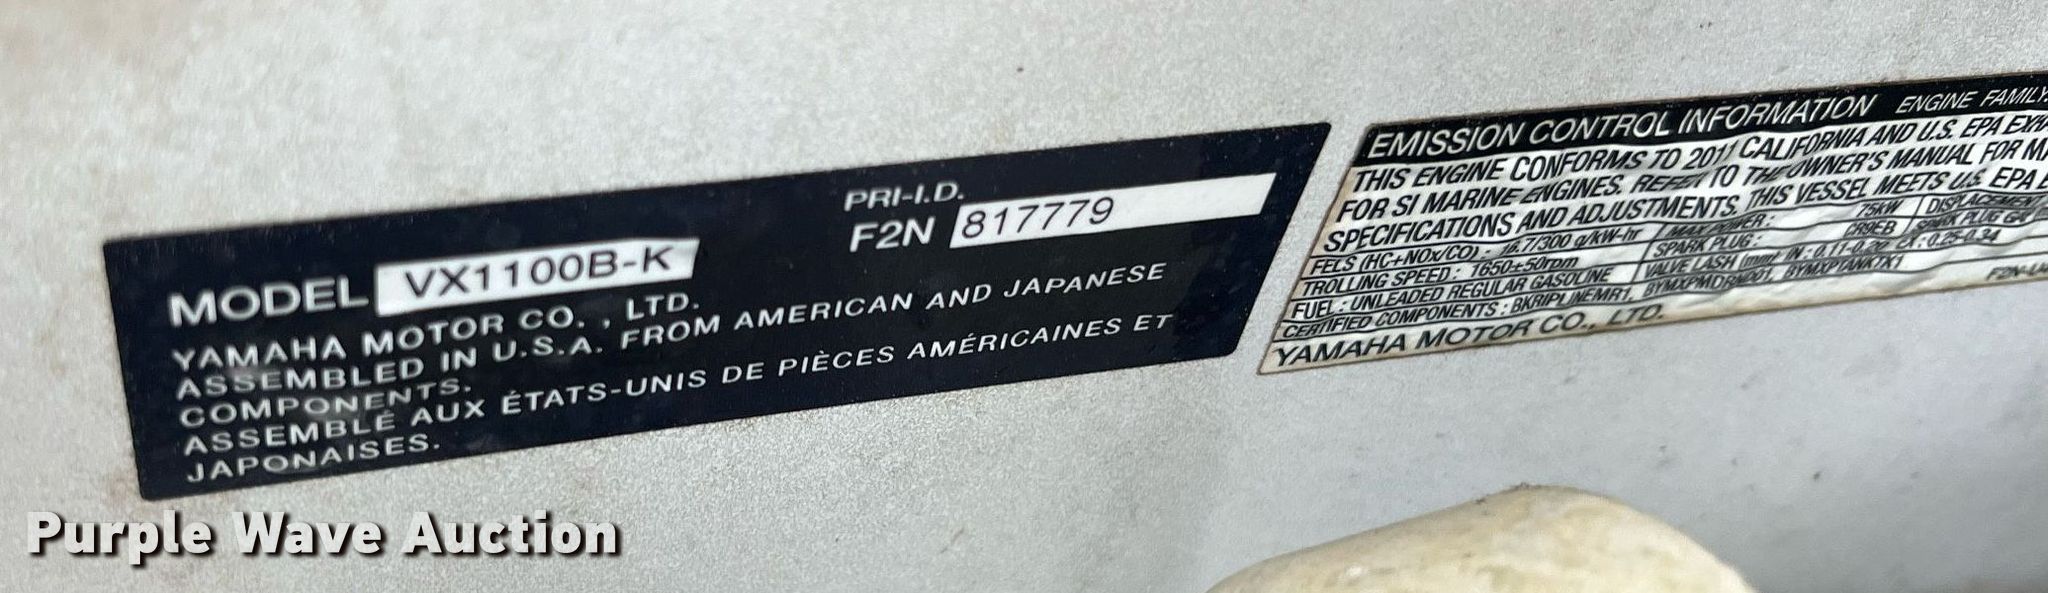 MODEL VX1100B-K
PRI-I.D.
F2N 817779
YAMAHA MOTOR CO., LTD.
ASSEMBLED IN U.S.A. FROM AMERICAN AND JAPANESE
COMPONENTS.
ASSEMBLÉ AUX ÉTATS-UNIS DE PIÈCES AMÉRICAINES ET
JAPONAISES.
EMISSION CONTROL INFORMATION ENGINE FAMILY
THIS ENGINE CONFORMS TO 2011 CALIFORNIA AND U.S. EPA
FOR SI MARINE ENGINES. REFER TO THE OWNER'S MANUAL FOR
SPECIFICATIONS AND ADJUSTMENTS. THIS VESSEL MEETS U.S. EPA
FELS (HC+NOx/CO) : 16.7/300 g/kW-hr MAX POWER : 75kW DISPLACEMENT
TROLLING SPEED : 1650±50rpm SPARK PLUG : CR9EB SPARK PLUG
FUEL : UNLEADED REGULAR GASOLINE VALVE LASH (mm) IN : 0.11-0.20 EX : 0.25-0.34
CERTIFIED COMPONENTS :
YAMAHA MOTOR CO., LTD.
Purple Wave Auction